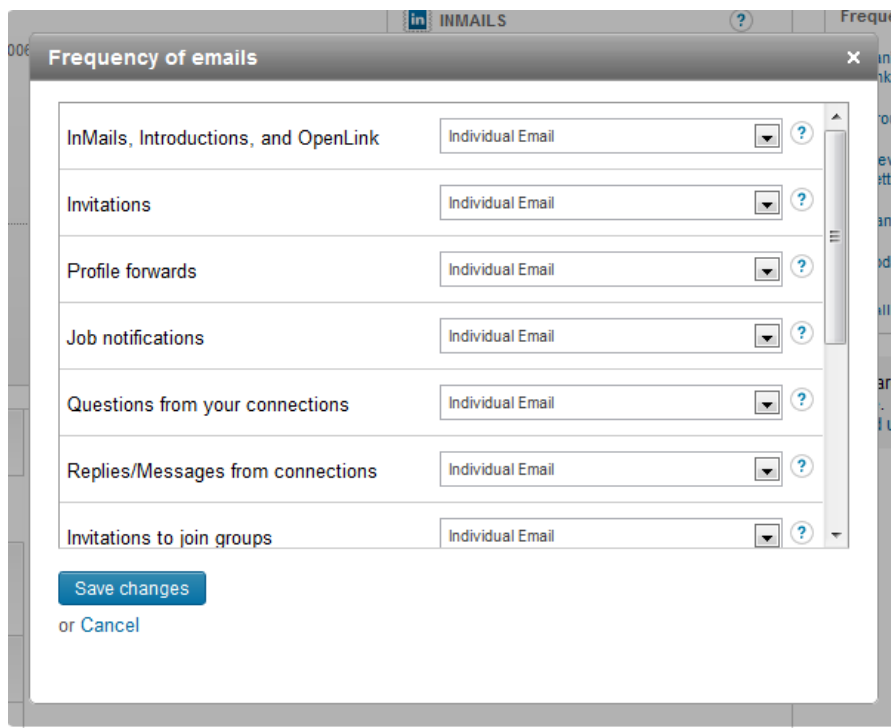 in INMAILS ?
Frequency of emails
InMails, Introductions, and OpenLink Individual Email ?
Invitations Individual Email ?
Profile forwards Individual Email ?
Job notifications Individual Email ?
Questions from your connections Individual Email ?
Replies/Messages from connections Individual Email ?
Invitations to join groups Individual Email ?
Save changes
or Cancel